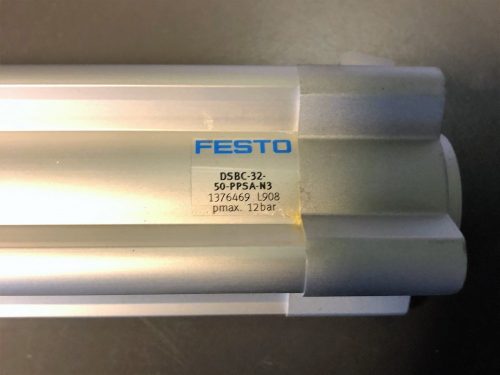 FESTO
DSBC-32-
50-PPSA-N3
1376469 L908
pmax. 12bar